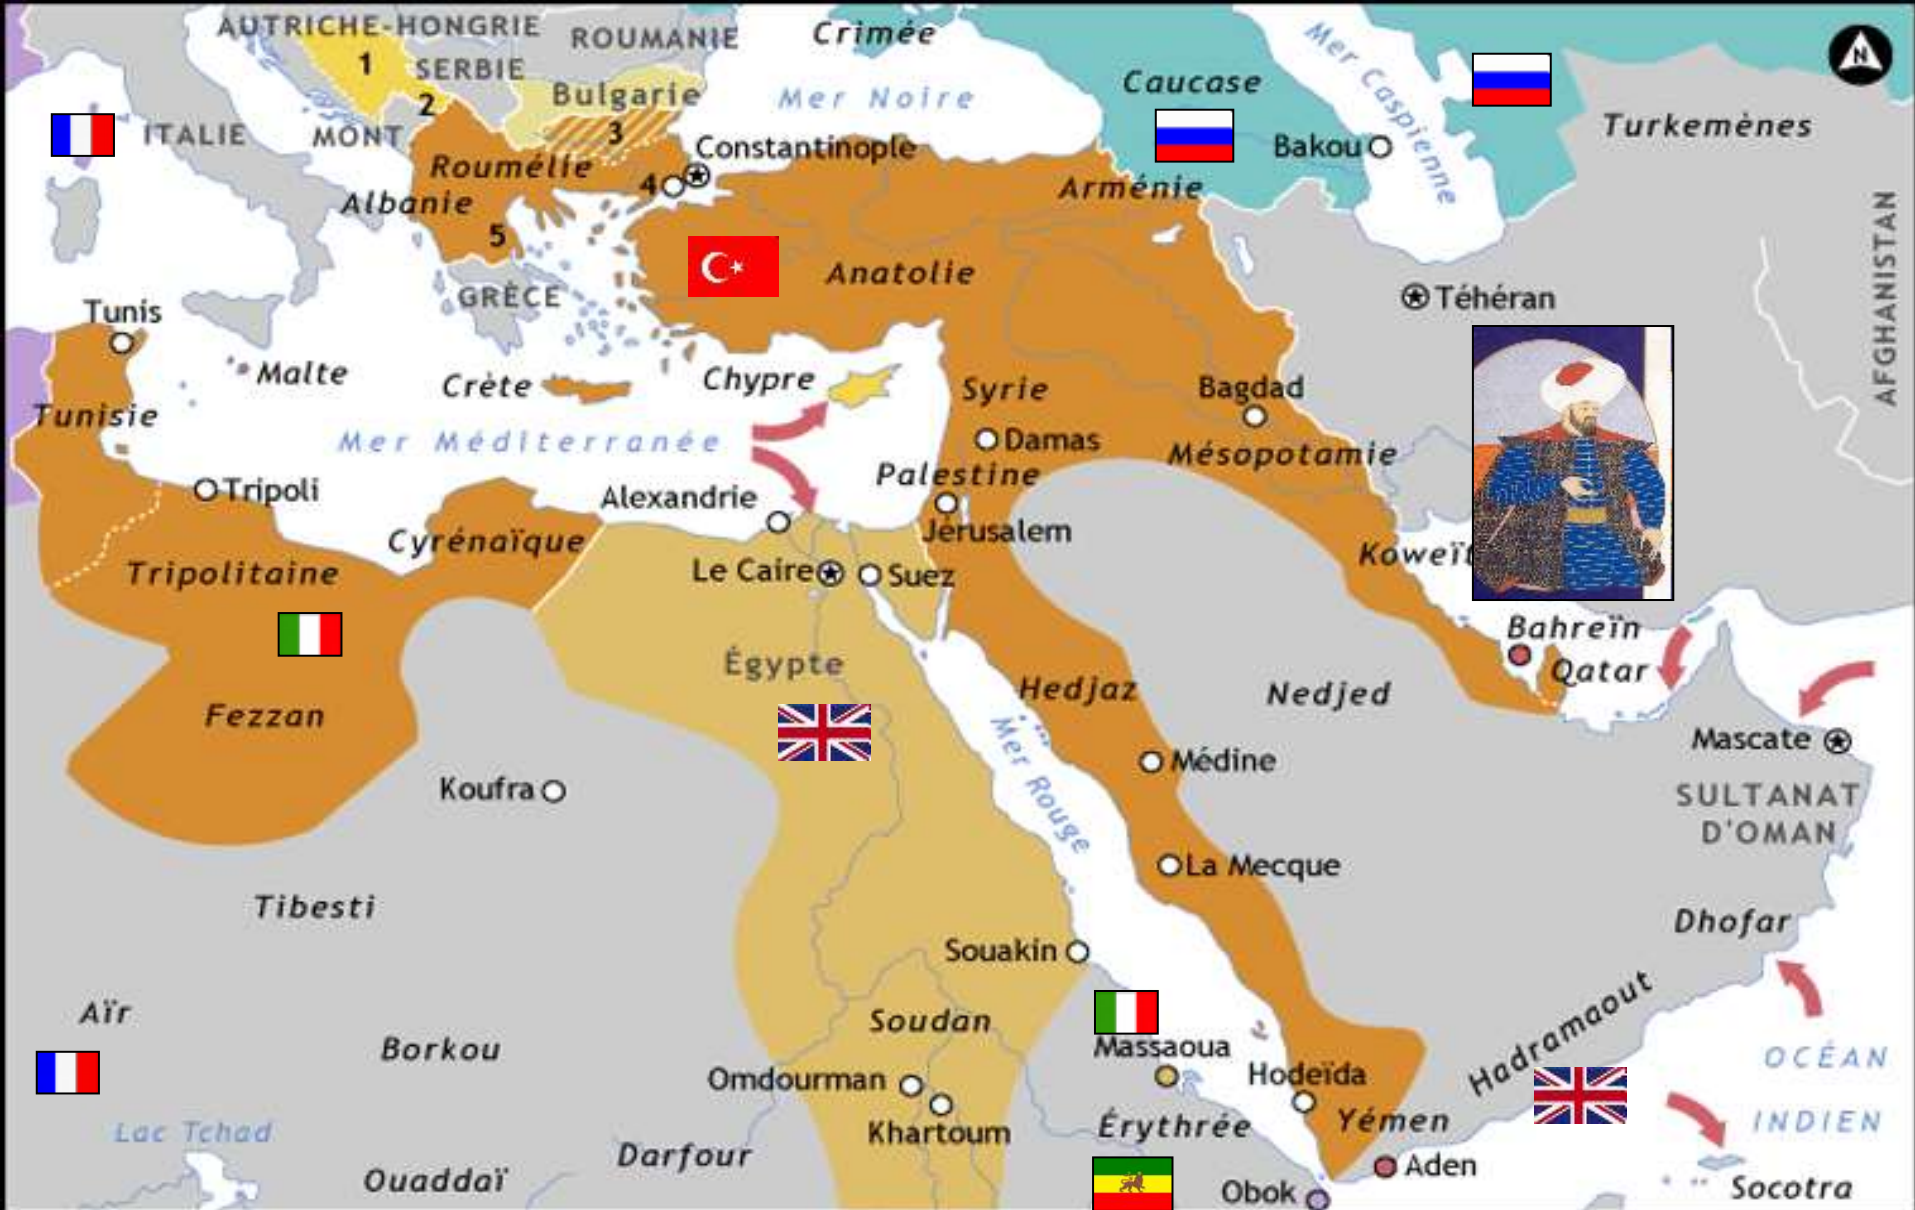 AUTRICHE-HONGRIE
ROUMANIE
Crimée
Mer Caspienne
N
1
SERBIE
Caucase
2
Bulgarie
Mer Noire
Turkemènes
ITALIE
MONT
3
Constantinople
Bakou
Roumélie
4
Arménie
Albanie
5
AFGHANISTAN
Anatolie
GRÈCE
Téhéran
Tunis
Malte
Crète
Chypre
Syrie
Bagdad
Tunisie
Mer Méditerranée
Damas
Mésopotamie
Palestine
Tripoli
Alexandrie
Jérusalem
Cyrénaïque
Koweït
Tripolitaine
Le Caire
Suez
Bahreïn
Égypte
Qatar
Hedjaz
Nedjed
Fezzan
Mer Rouge
Mascate
Médine
Koufra
SULTANAT
D'OMAN
La Mecque
Tibesti
Dhofar
Souakin
Aïr
Soudan
Hadramaout
Borkou
Massaoua
OCÉAN
Omdourman
Hodeïda
INDIEN
Lac Tchad
Khartoum
Érythrée
Yémen
Darfour
Aden
Ouaddaï
Obok
Socotra